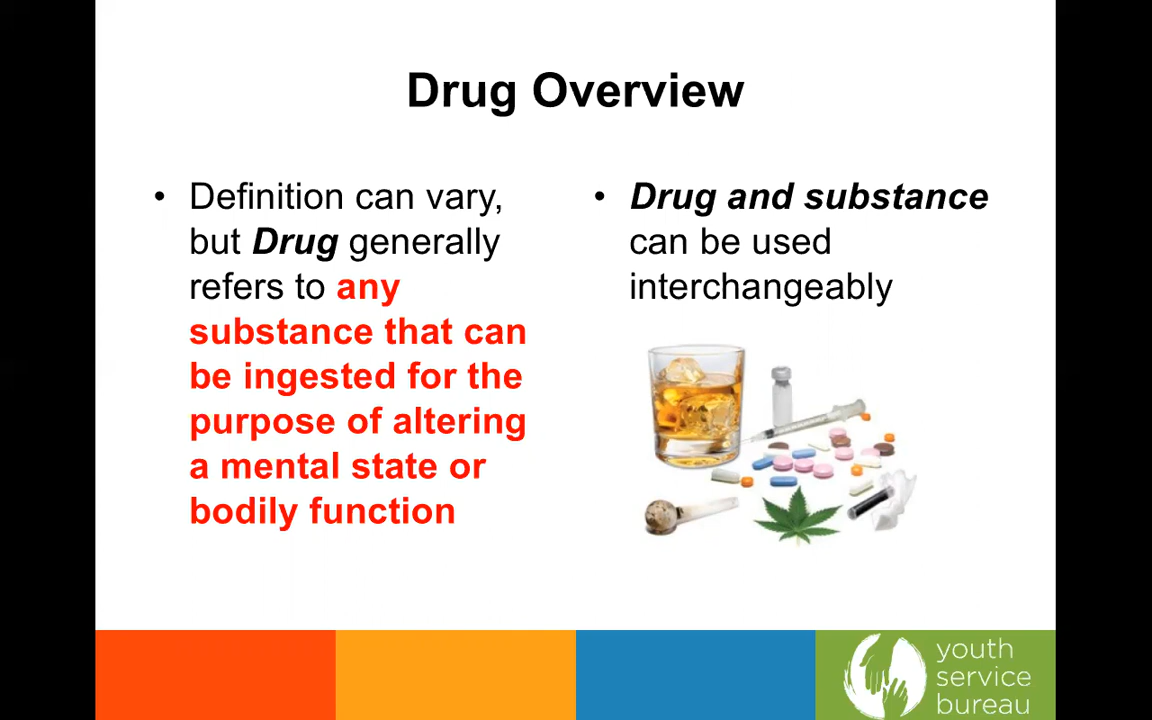 Drug Overview
• Definition can vary,
but Drug generally
refers to any
substance that can
be ingested for the
purpose of altering
a mental state or
bodily function
• Drug and substance
can be used
interchangeably
youth
service
bureau